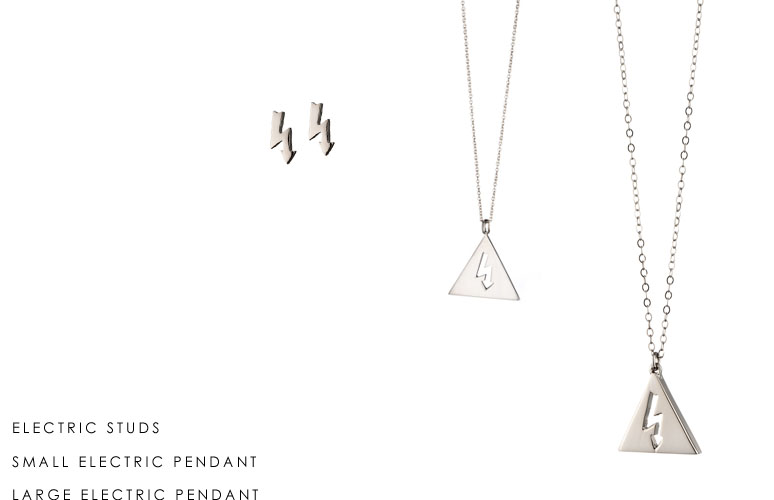 ELECTRIC STUDS
SMALL ELECTRIC PENDANT
LARGE ELECTRIC PENDANT